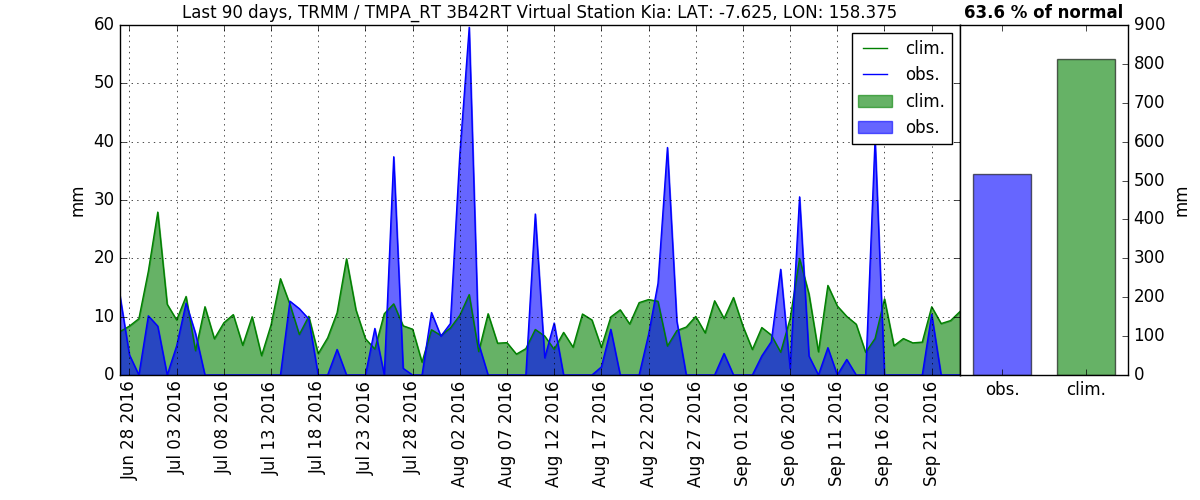 Last 90 days, TRMM / TMPA_RT 3B42RT Virtual Station Kia: LAT: -7.625, LON: 158.375
63.6 % of normal
60
50
40
30
20
10
0
mm
clim.
obs.
clim.
obs.
900
800
700
600
500
400
300
200
100
0
mm
Jun 28 2016
Jul 03 2016
Jul 08 2016
Jul 13 2016
Jul 18 2016
Jul 23 2016
Jul 28 2016
Aug 02 2016
Aug 07 2016
Aug 12 2016
Aug 17 2016
Aug 22 2016
Aug 27 2016
Sep 01 2016
Sep 06 2016
Sep 11 2016
Sep 16 2016
Sep 21 2016
obs.
clim.